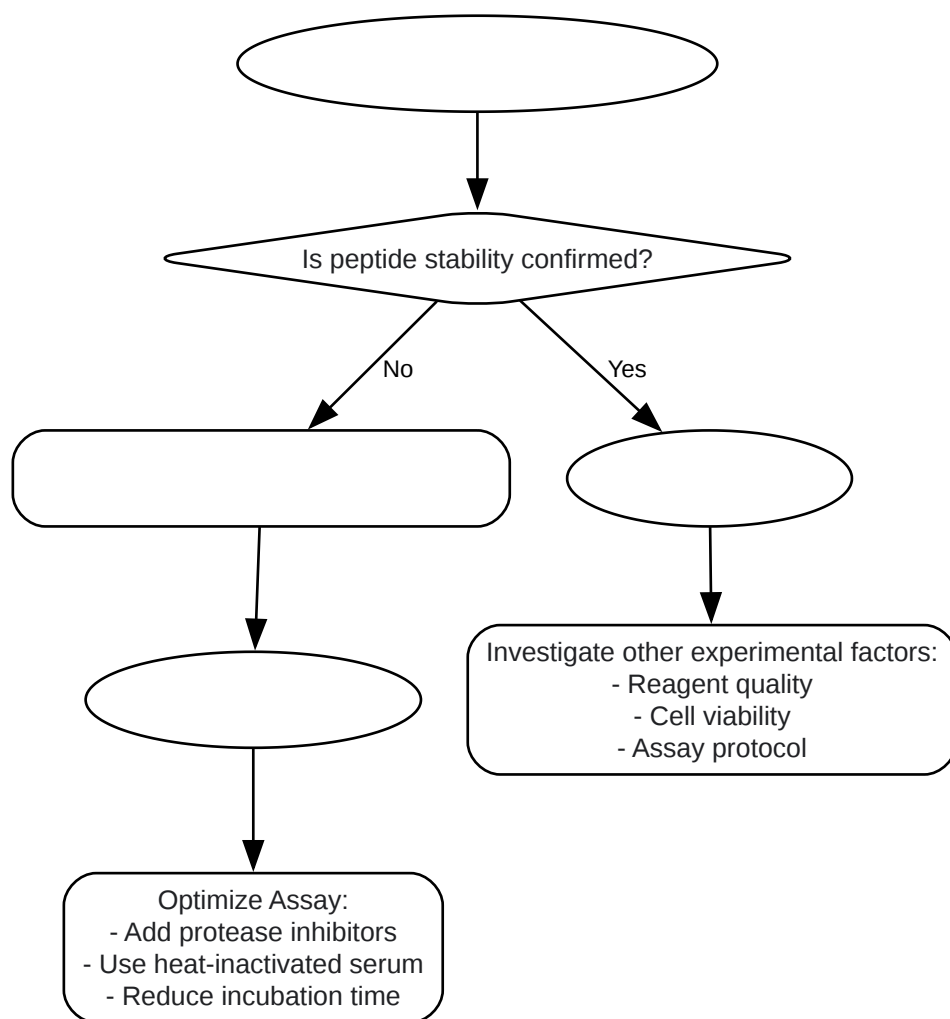 Is peptide stability confirmed?
No
Yes
Investigate other experimental factors:
- Reagent quality
- Cell viability
- Assay protocol
Optimize Assay:
- Add protease inhibitors
- Use heat-inactivated serum
- Reduce incubation time